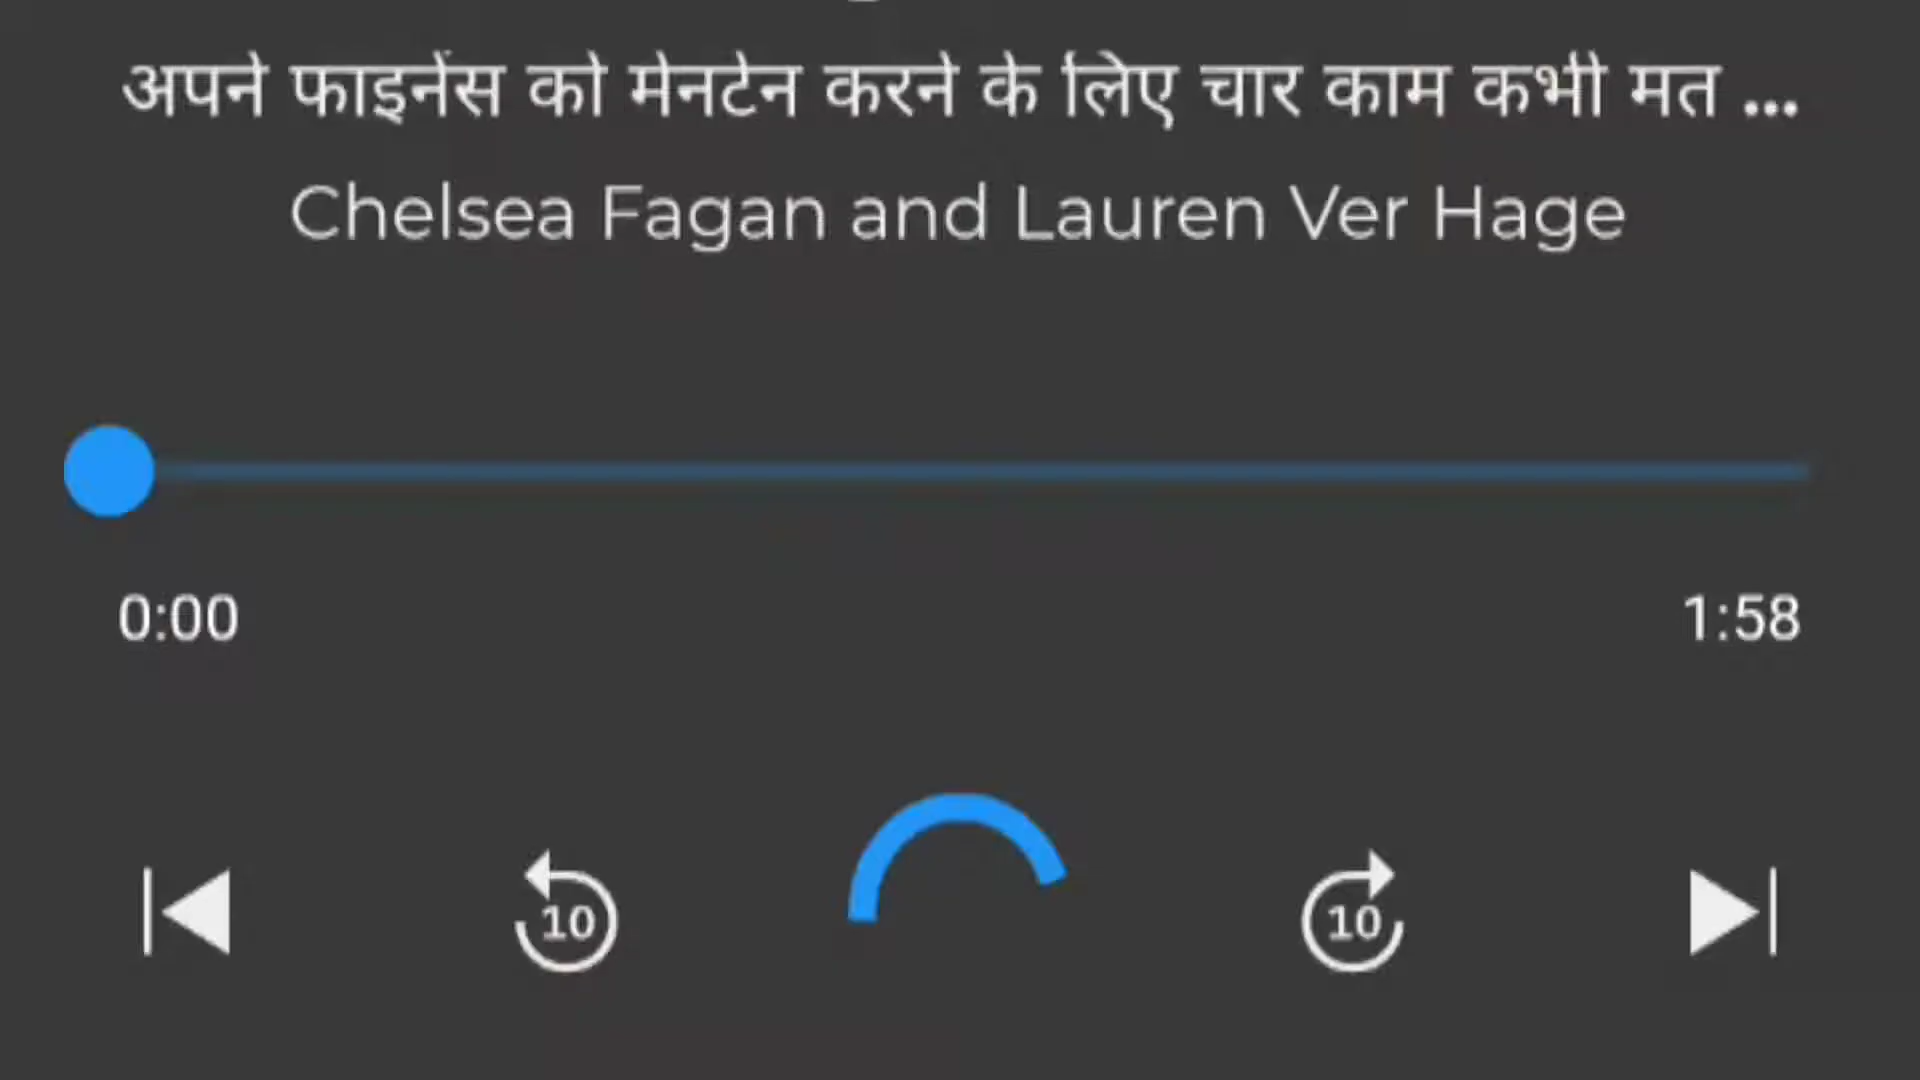 अपने फाइनेंस को मेनटेन करने के लिए चार काम कभी मत ...
Chelsea Fagan and Lauren Ver Hage
0:00
1:58
10
10